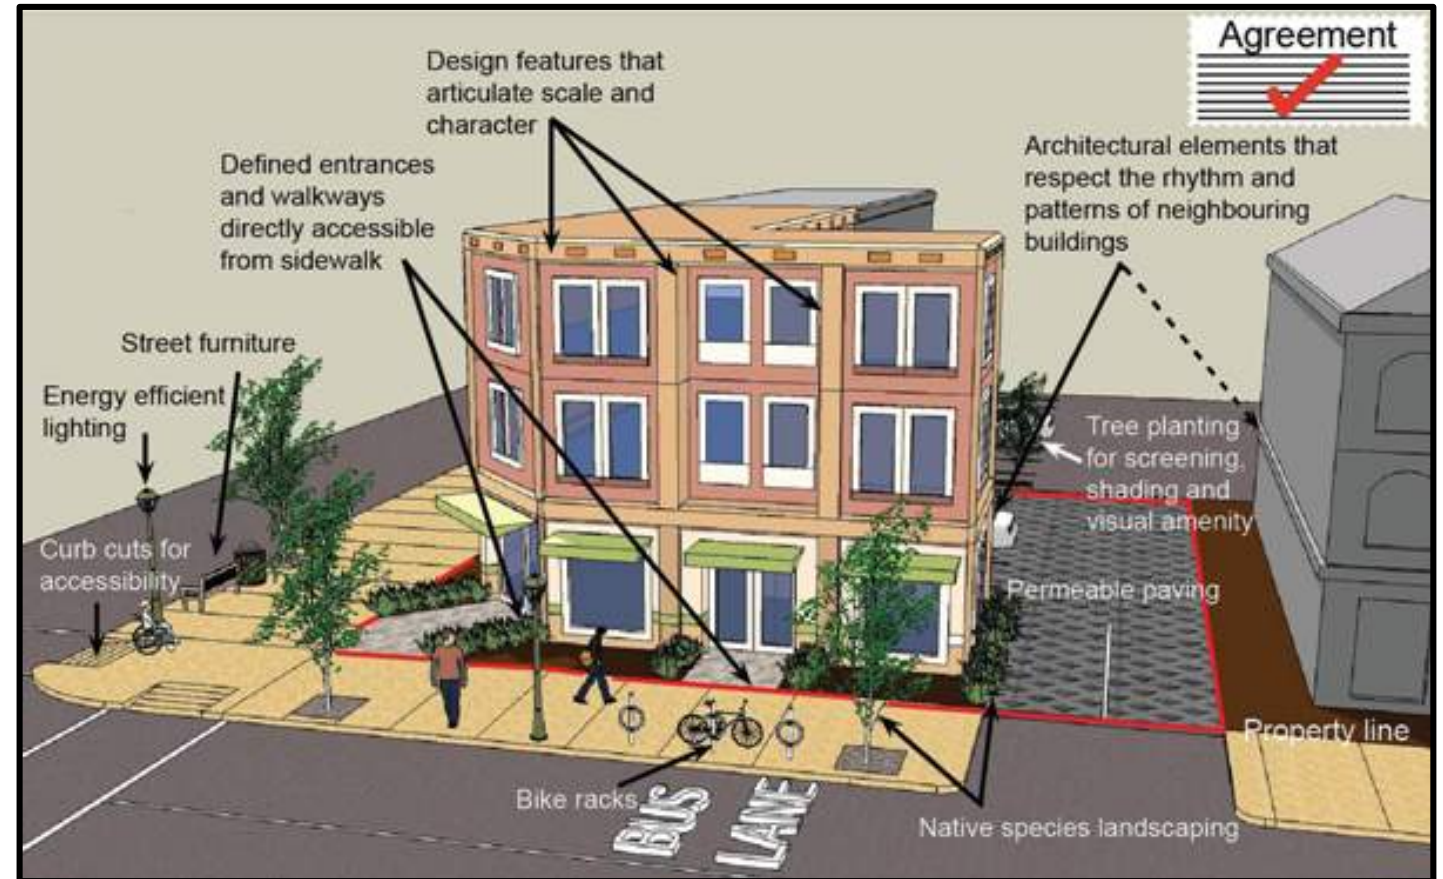 Agreement
Design features that
articulate scale and
character
Defined entrances
and walkways
directly accessible
from sidewalk
Architectural elements that
respect the rhythm and
patterns of neighbouring
buildings
Street furniture
Energy efficient
lighting
Tree planting
for screening,
shading and
visual amenity
Curb cuts for
accessibility
Permeable paving
Property line
Bike racks
BUS
LANE
Native species landscaping